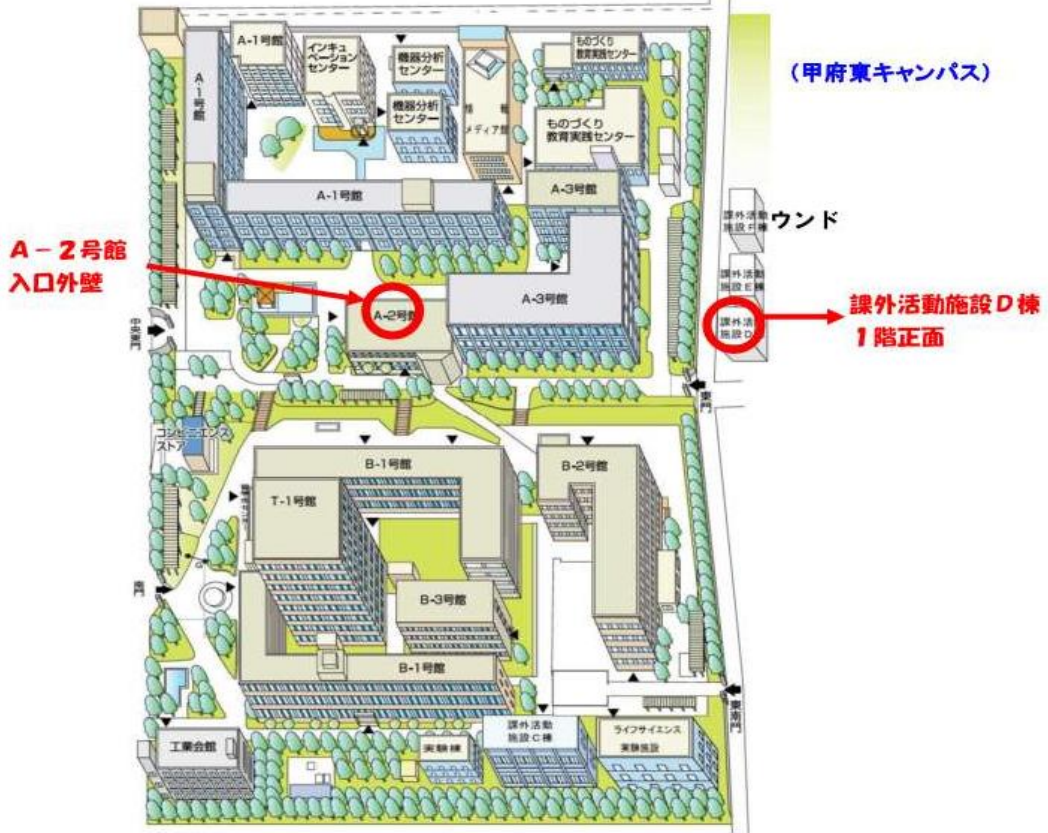 A-1号館
インキュ
ベーション
センター
機器分析
センター
ものづくり
教育実践センター
(甲府東キャンパス)
A-1号館
機器分析
センター
情報
メディア館
ものづくり
教育実践センター
A-1号館
A-3号館
課外活動
施設F棟
ウンド
A-2号館
入口外壁
A-3号館
課外活動
施設E棟
A-2号館
課外活
施設D
課外活動施設D棟
1階正面
中央東門
東門
コンビニエンス
ストア
B-1号館
B-2号館
T-1号館
B-3号館
B-1号館
東南門
工業会館
実験棟
課外活動
施設C棟
ライフサイエンス
実験施設